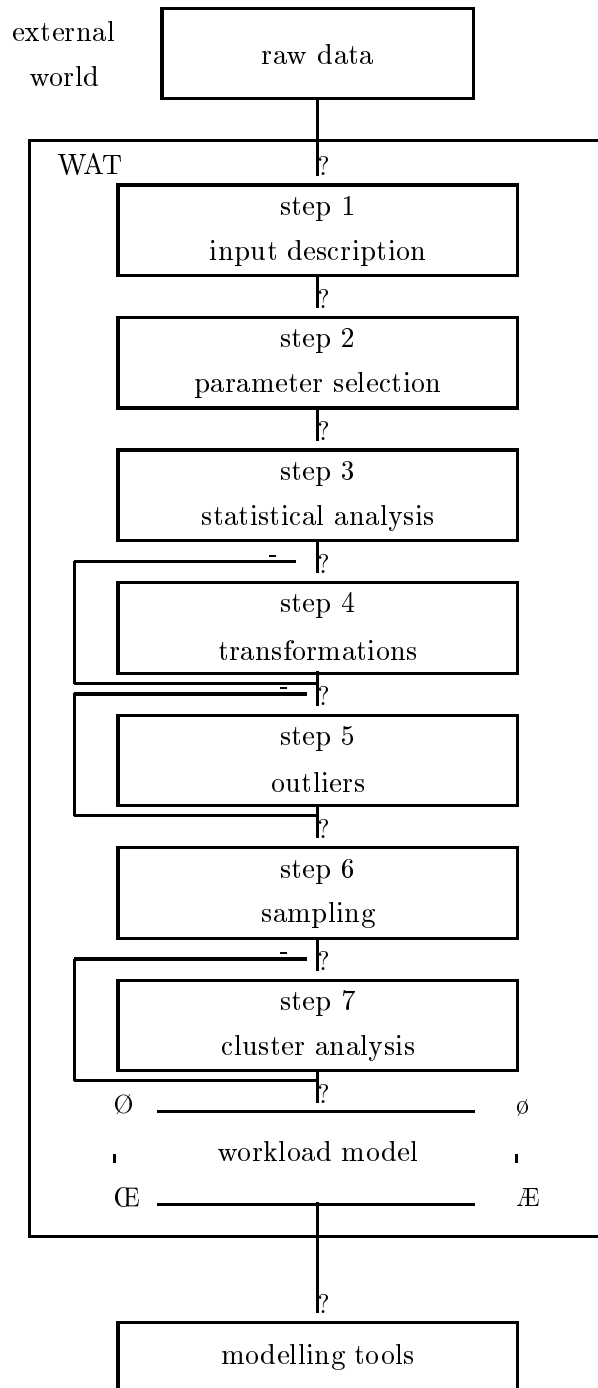 external
world
raw data
?
WAT
step 1
input description
?
step 2
parameter selection
?
step 3
statistical analysis
-
?
step 4
transformations
-
?
step 5
outliers
?
step 6
sampling
-
?
step 7
cluster analysis
?
Ø
ø
workload model
Œ
Æ
?
modelling tools